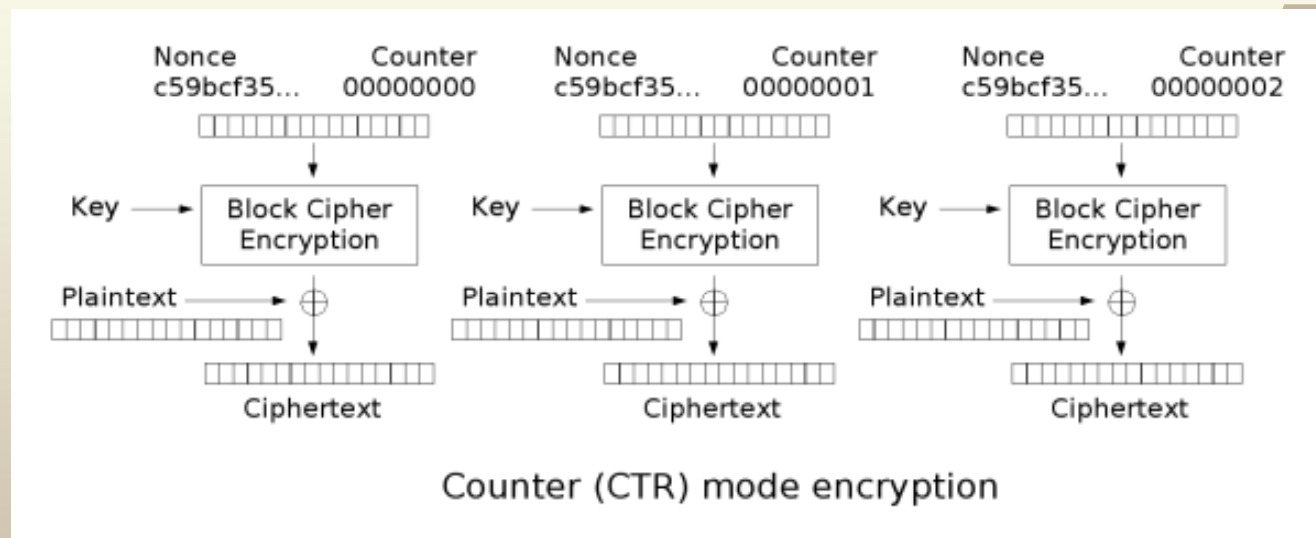 Nonce Counter Nonce Counter Nonce Counter
c59bcf35... 00000000 c59bcf35... 00000001 c59bcf35... 00000002
Key Block Cipher Encryption Key Block Cipher Encryption Key Block Cipher Encryption
Plaintext Plaintext Plaintext
Ciphertext Ciphertext Ciphertext
Counter (CTR) mode encryption